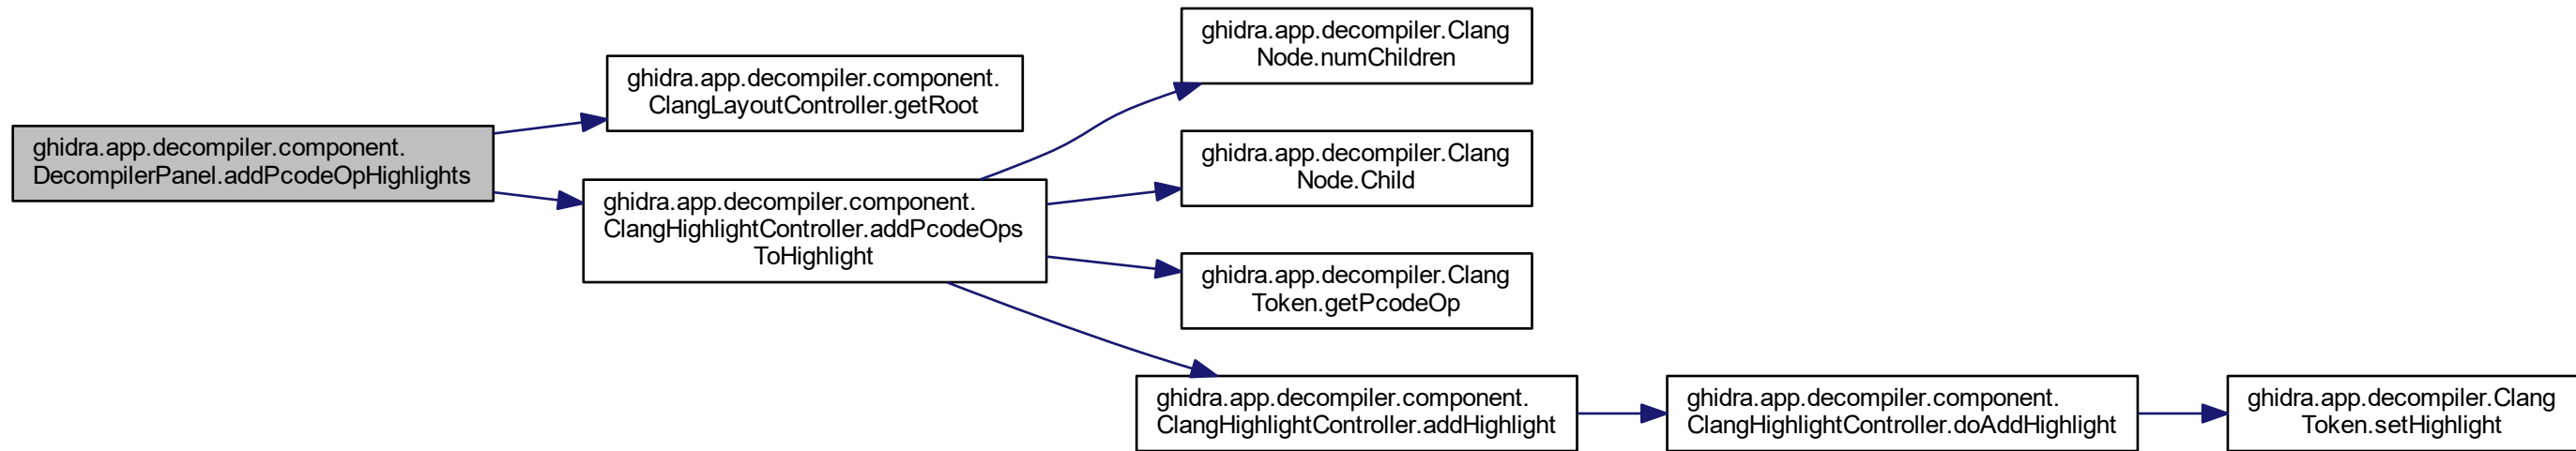 ghidra.app.decompiler.component.
DecompilerPanel.addPcodeOpHighlights
ghidra.app.decompiler.component.
ClangLayoutController.getRoot
ghidra.app.decompiler.component.
ClangHighlightController.addPcodeOps
ToHighlight
ghidra.app.decompiler.Clang
Node.numChildren
ghidra.app.decompiler.Clang
Node.Child
ghidra.app.decompiler.Clang
Token.getPcodeOp
ghidra.app.decompiler.component.
ClangHighlightController.addHighlight
ghidra.app.decompiler.component.
ClangHighlightController.doAddHighlight
ghidra.app.decompiler.Clang
Token.setHighlight